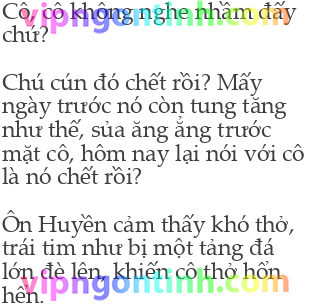 Cô, cô không nghe nhầm đấy
chứ?
Chú cún đó chết rồi? Mấy
ngày trước nó còn tung tăng
như thế, sủa ăng ẳng trước
mặt cô, hôm nay lại nói với cô
là nó chết rồi?
Ôn Huyền cảm thấy khó thở,
trái tim như bị một tảng đá
lớn đè lên, khiến cô thở hổn
hển.
vipngontinh.com
vipngontinh.com